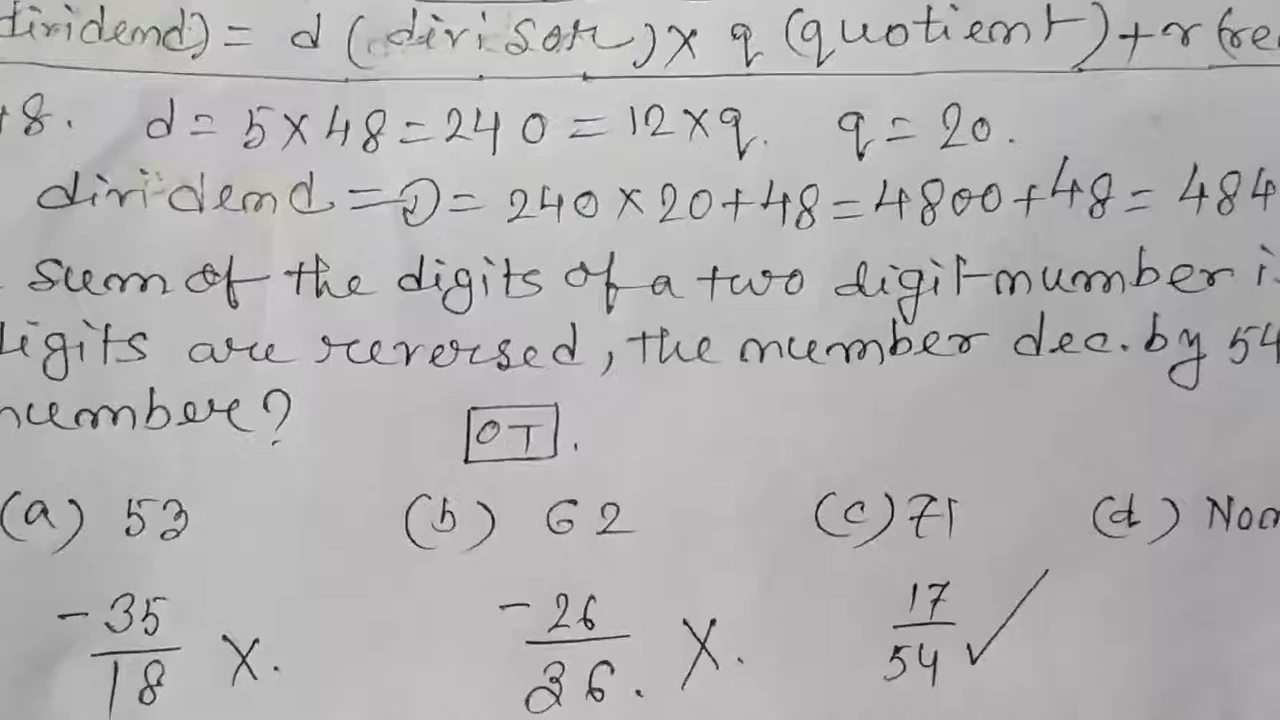 dividend) = d (divisor) × q (quotient) + r (re
48. d = 5 × 48 = 240 = 12 × q. q = 20.
dividend = D = 240 × 20 + 48 = 4800 + 48 = 484
sum of the digits of a two digit number i
digits are reversed, the number dec. by 54
number? OT.
(a) 53 (b) 62 (c) 71 (d) Non
- 35 - 26 17
18 X. 36. X. 54 ✓